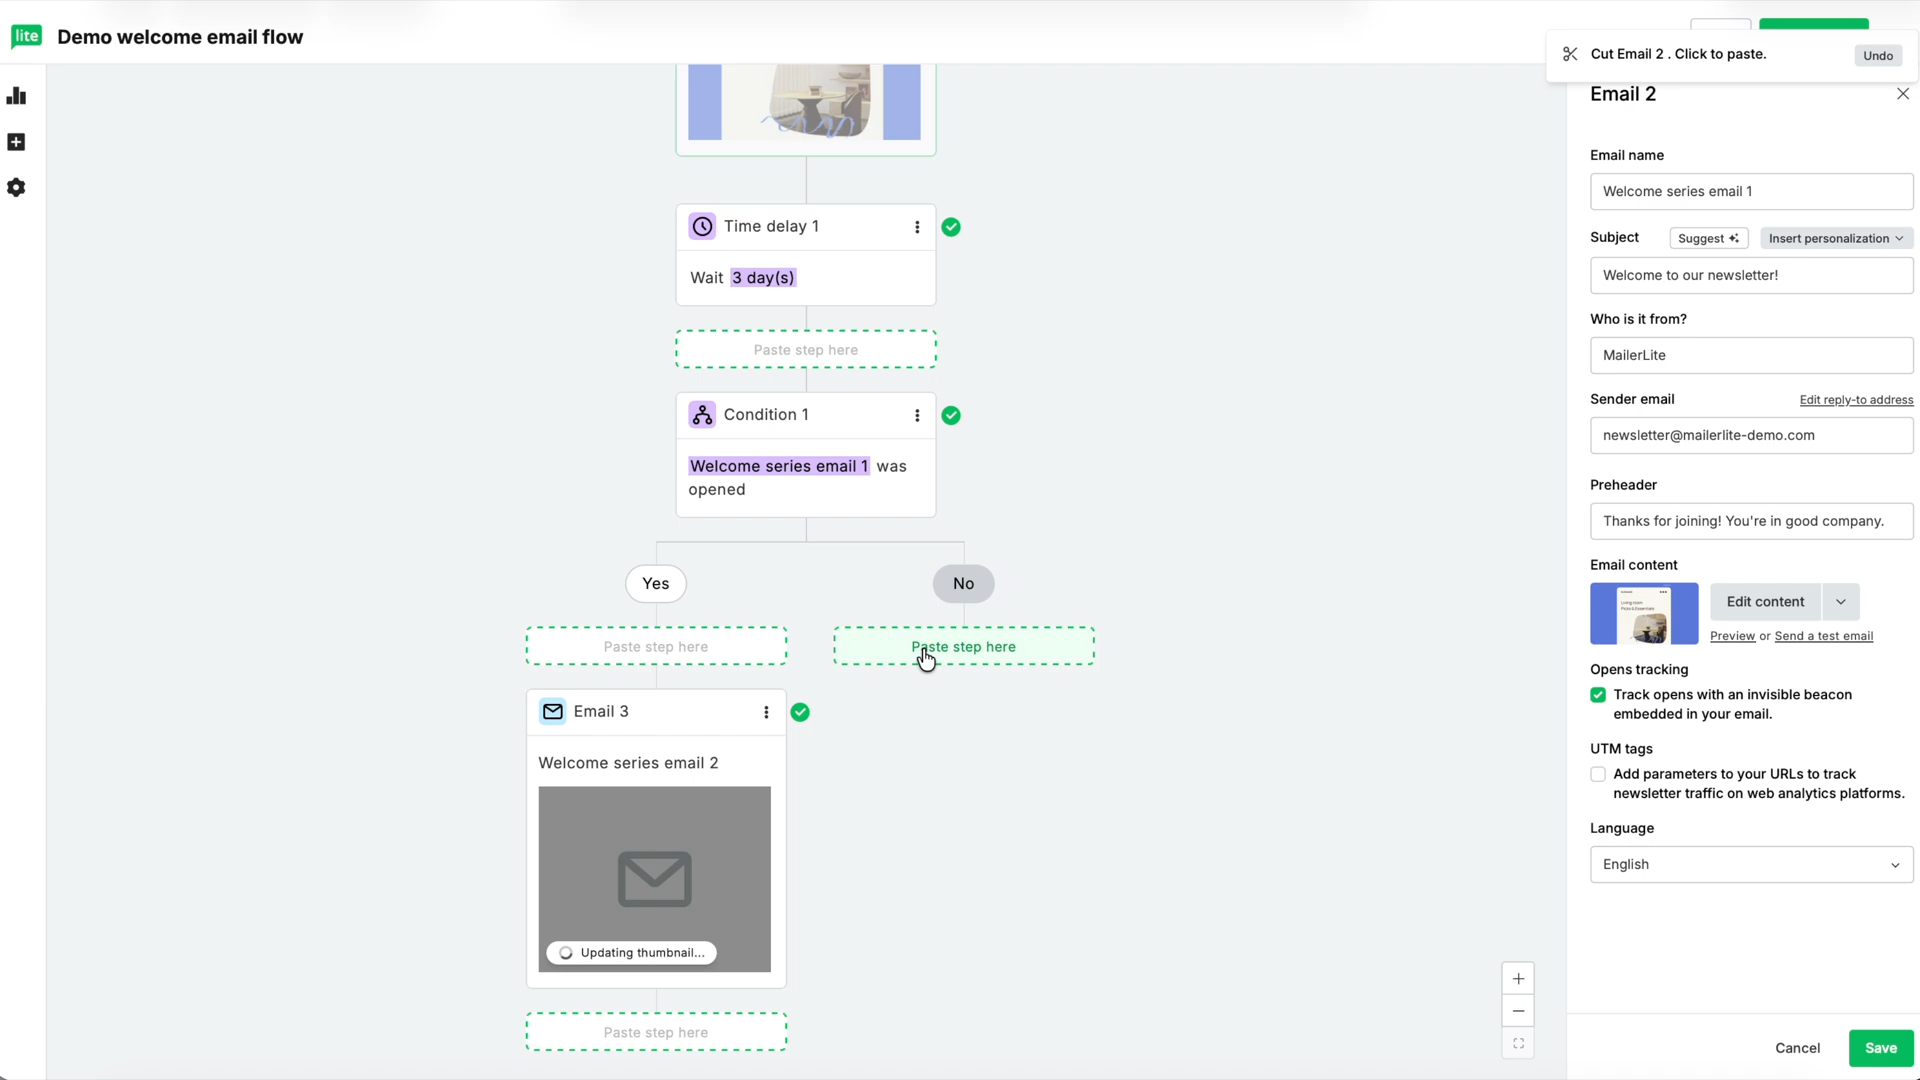 lite
Demo welcome email flow
Cut Email 2 . Click to paste.
Undo
Time delay 1
Wait 3 day(s)
Paste step here
Condition 1
Welcome series email 1 was
opened
Yes
No
Paste step here
Paste step here
Email 3
Welcome series email 2
Updating thumbnail...
Paste step here
Email 2
Email name
Welcome series email 1
Subject
Suggest
Insert personalization
Welcome to our newsletter!
Who is it from?
MailerLite
Sender email
Edit reply-to address
newsletter@mailerlite-demo.com
Preheader
Thanks for joining! You're in good company.
Email content
Edit content
Preview or Send a test email
Opens tracking
Track opens with an invisible beacon
embedded in your email.
UTM tags
Add parameters to your URLs to track
newsletter traffic on web analytics platforms.
Language
English
Cancel
Save